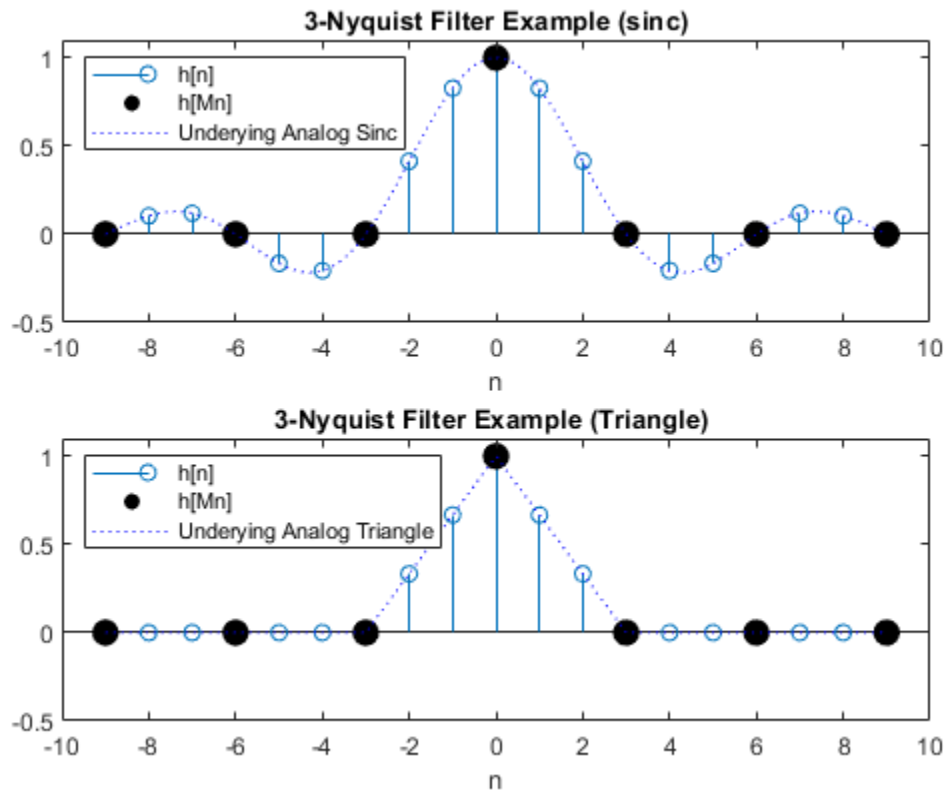 3-Nyquist Filter Example (sinc)
1
0.5
0
-0.5
h[n]
h[Mn]
Underying Analog Sinc
-10 -8 -6 -4 -2 0 2 4 6 8 10
n
3-Nyquist Filter Example (Triangle)
1
0.5
0
-0.5
h[n]
h[Mn]
Underying Analog Triangle
-10 -8 -6 -4 -2 0 2 4 6 8 10
n